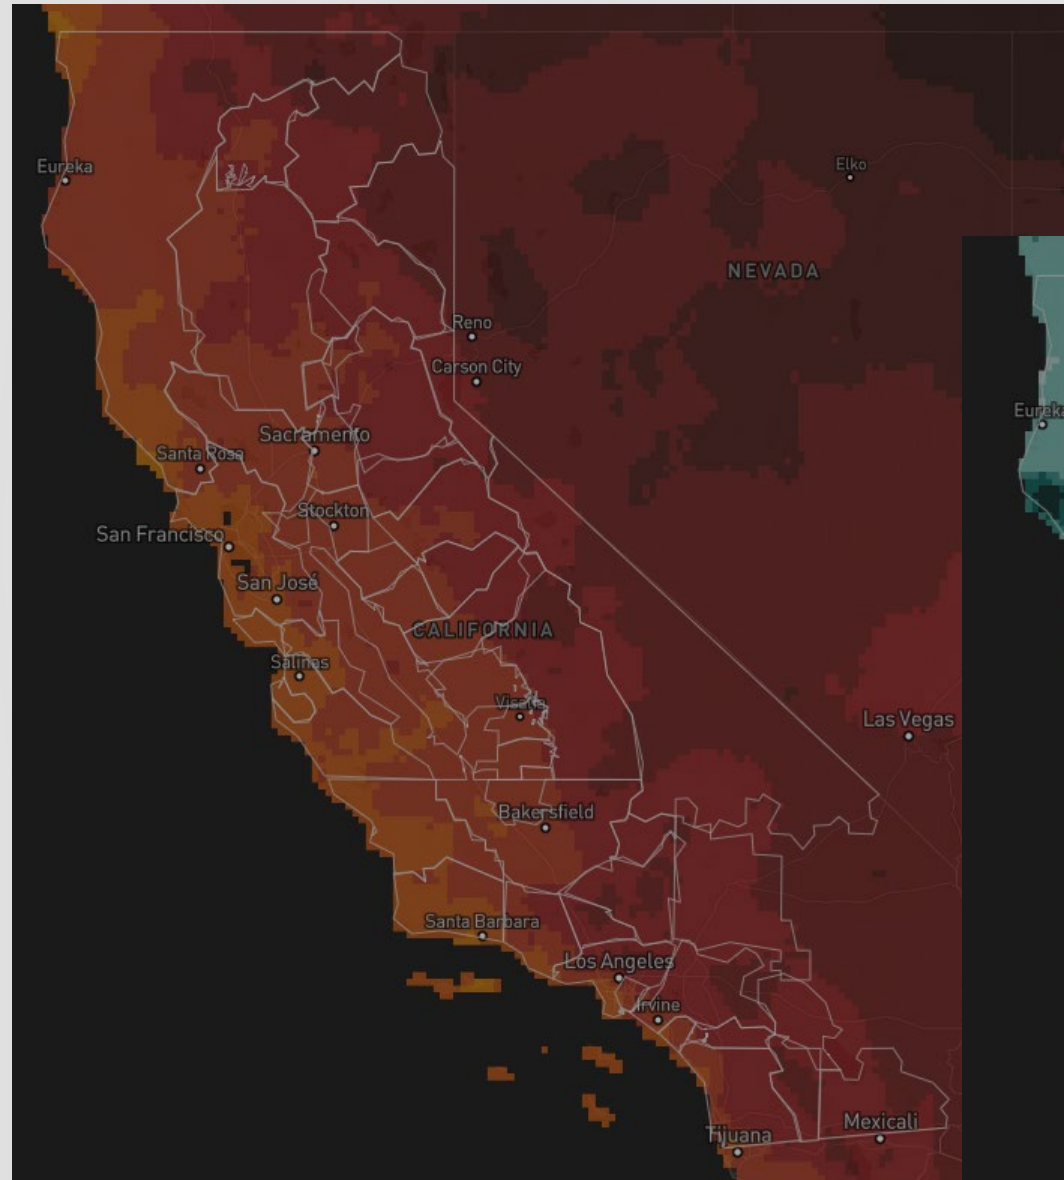 Eureka
Elko
NEVADA
Reno
Carson City
Eureka
Sacramento
Santa Rosa
Stockton
San Francisco
San José
CALIFORNIA
Salinas
Visalia
Las Vegas
Bakersfield
Santa Barbara
Los Angeles
Irvine
Mexicali
Tijuana